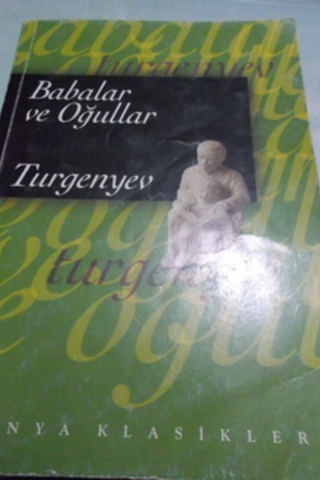 turgenyev
Babalar
ve Oğullar
Turgenyev
NYA KLASİKLER